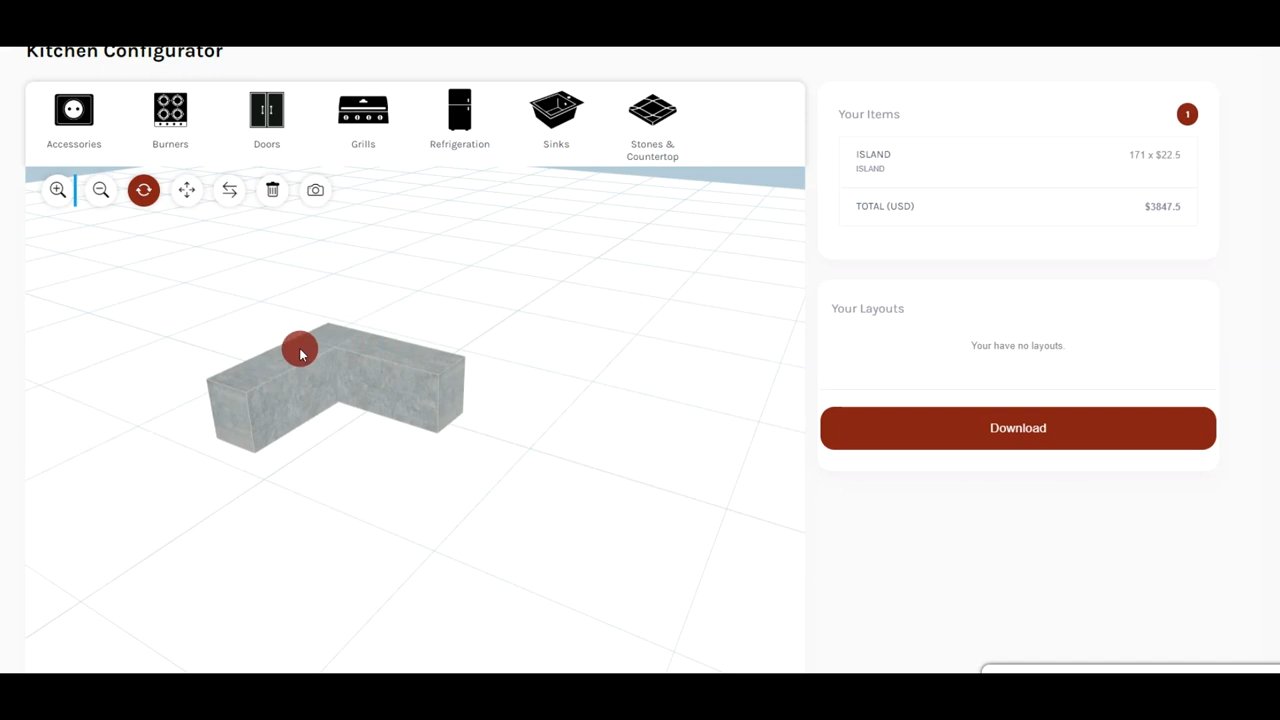 Kitchen Configurator
Accessories
Burners
Doors
Grills
Refrigeration
Sinks
Stones &
Countertop
Your Items
1
ISLAND
171 x $22.5
ISLAND
TOTAL (USD)
$3847.5
Your Layouts
Your have no layouts.
Download